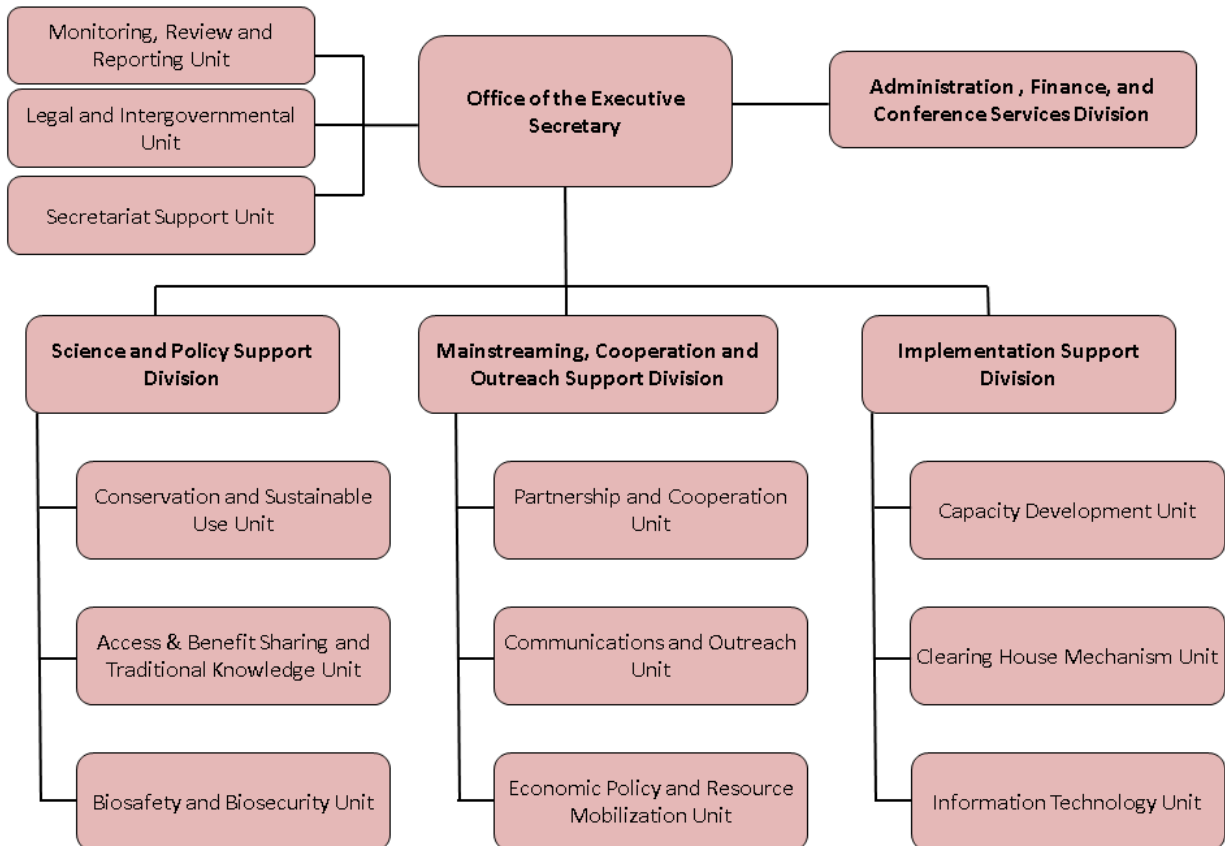 Monitoring, Review and
Reporting Unit
Legal and Intergovernmental
Unit
Secretariat Support Unit
Office of the Executive
Secretary
Administration , Finance, and
Conference Services Division
Science and Policy Support
Division
Mainstreaming, Cooperation and
Outreach Support Division
Implementation Support
Division
Conservation and Sustainable
Use Unit
Access & Benefit Sharing and
Traditional Knowledge Unit
Biosafety and Biosecurity Unit
Partnership and Cooperation
Unit
Communications and Outreach
Unit
Economic Policy and Resource
Mobilization Unit
Capacity Development Unit
Clearing House Mechanism Unit
Information Technology Unit